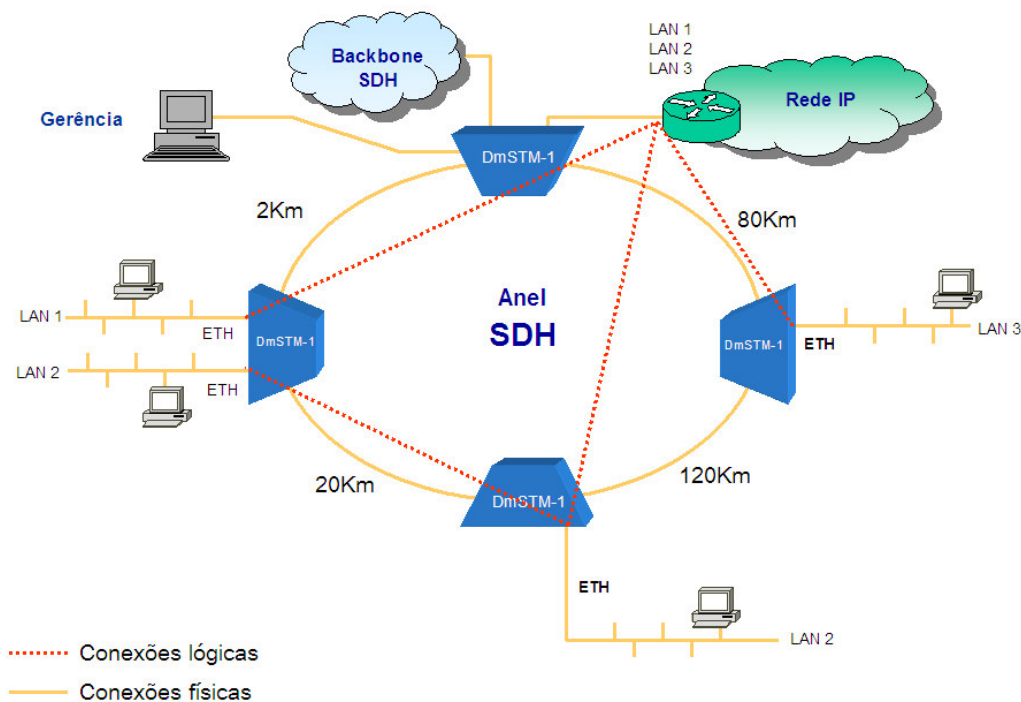 LAN 1
LAN 2
LAN 3
Backbone
SDH
Rede IP
Gerência
DmSTM-1
2Km
80Km
LAN 1
ETH
Anel
SDH
DmSTM-1
DmSTM-1
ETH
LAN 3
LAN 2
ETH
20Km
120Km
DmSTM-1
ETH
LAN 2
Conexões lógicas
Conexões físicas